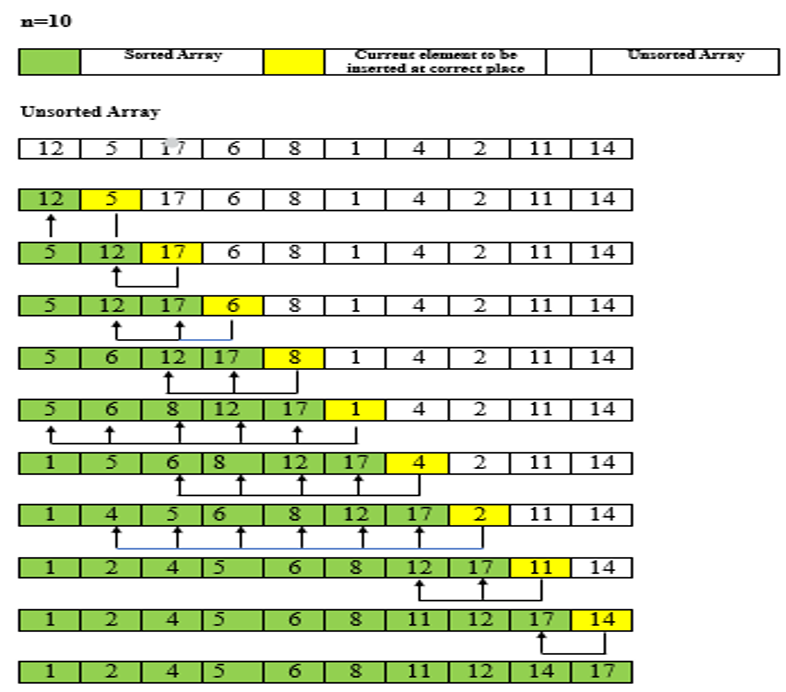 n=10
Sorted Array Current element to be Unsorted Array
inserted at correct place
Unsorted Array
12 5 17 6 8 1 4 2 11 14
12 5 17 6 8 1 4 2 11 14
5 12 17 6 8 1 4 2 11 14
5 12 17 6 8 1 4 2 11 14
5 6 12 17 8 1 4 2 11 14
5 6 8 12 17 1 4 2 11 14
1 5 6 8 12 17 4 2 11 14
1 4 5 6 8 12 17 2 11 14
1 2 4 5 6 8 12 17 11 14
1 2 4 5 6 8 11 12 17 14
1 2 4 5 6 8 11 12 14 17